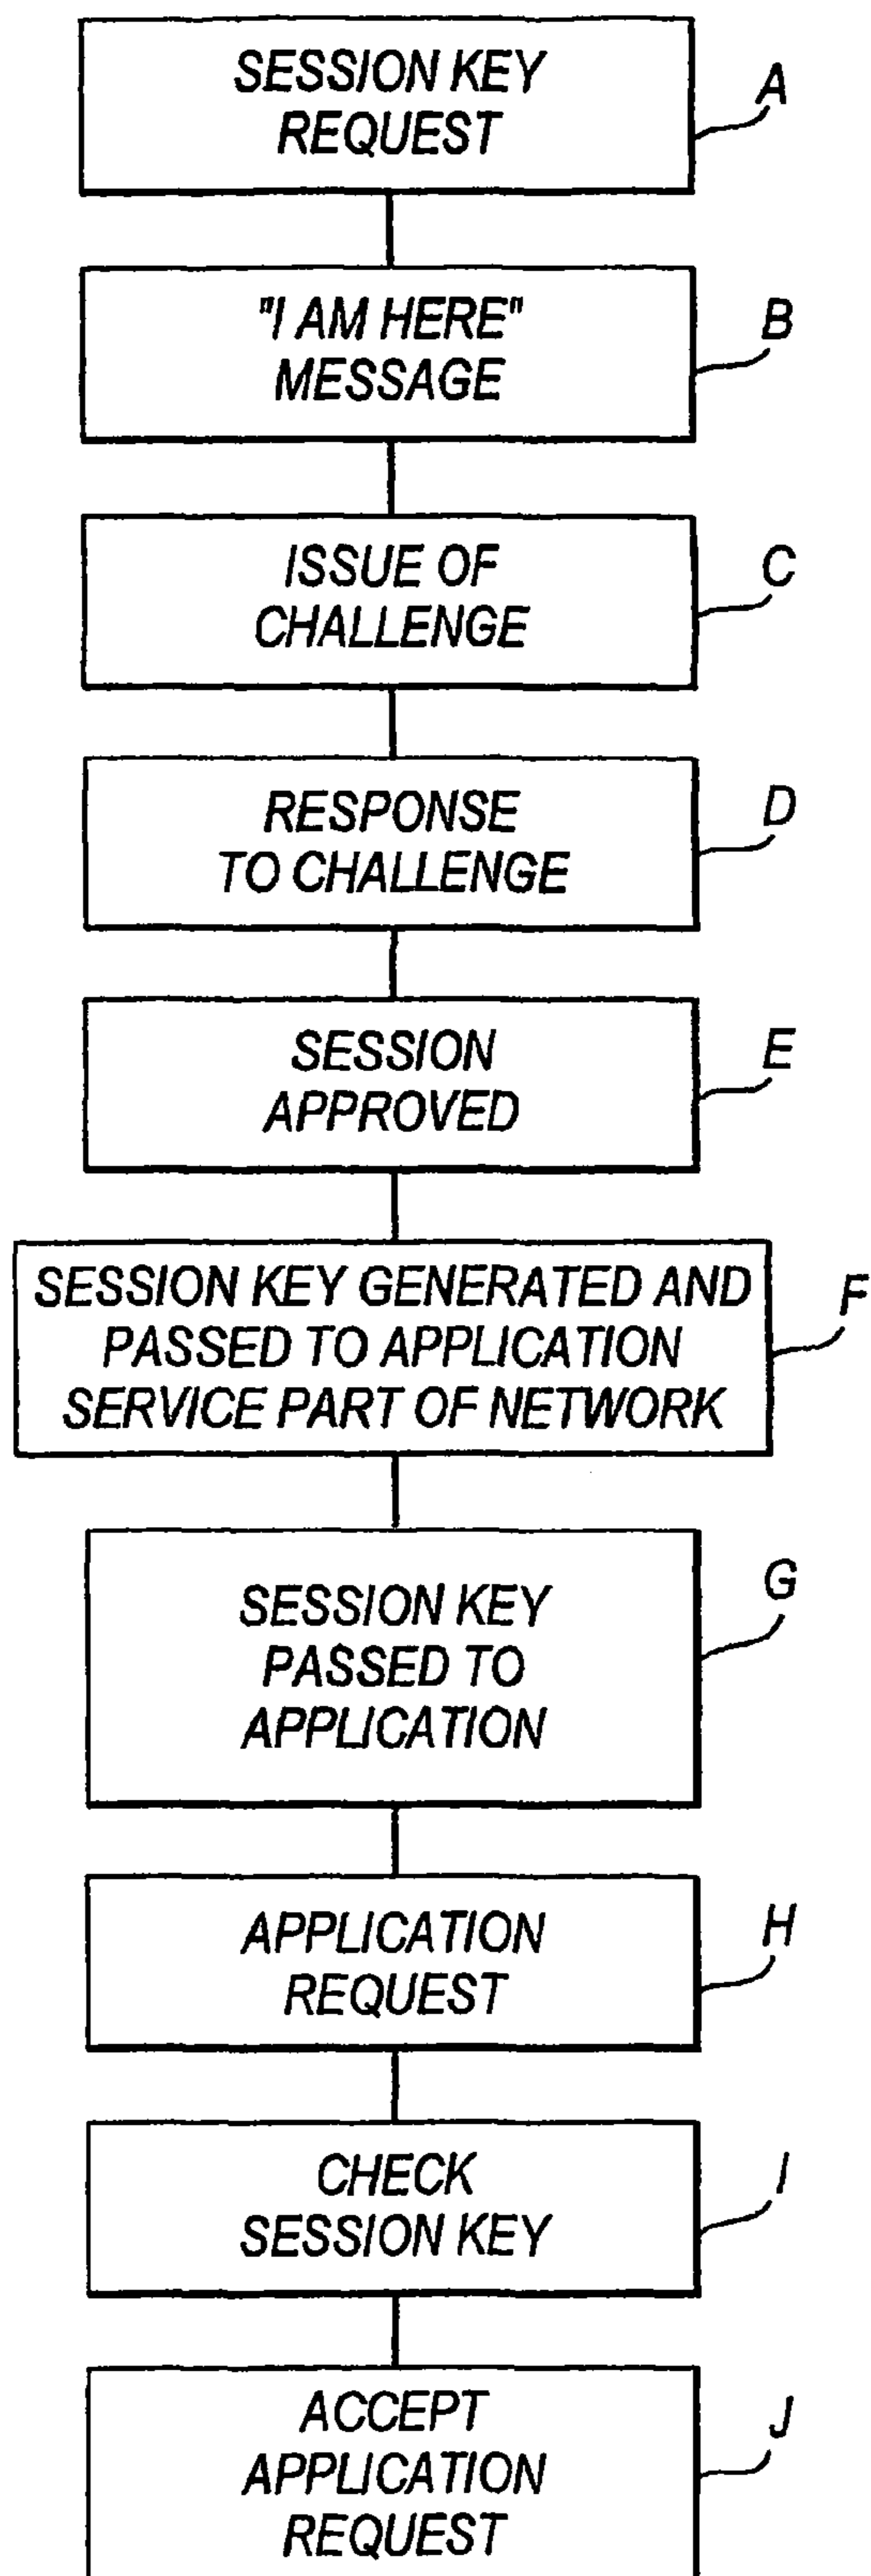 SESSION KEY
REQUEST
A
"I AM HERE"
MESSAGE
B
ISSUE OF
CHALLENGE
C
RESPONSE
TO CHALLENGE
D
SESSION
APPROVED
E
SESSION KEY GENERATED AND
PASSED TO APPLICATION
SERVICE PART OF NETWORK
F
SESSION KEY
PASSED TO
APPLICATION
G
APPLICATION
REQUEST
H
CHECK
SESSION KEY
I
ACCEPT
APPLICATION
REQUEST
J